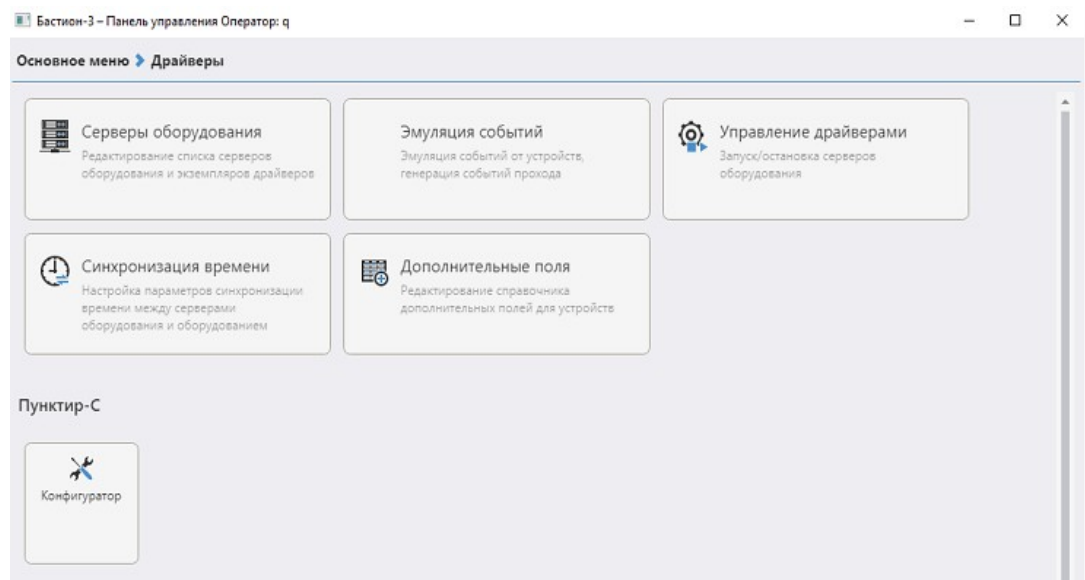 Бастион-3 – Панель управления Оператор: q
Основное меню Драйверы
Серверы оборудования
Редактирование списка серверов
оборудования и экземпляров драйверов
Эмуляция событий
Эмуляция событий от устройств,
генерация событий прохода
Управление драйверами
Запуск/остановка серверов
оборудования
Синхронизация времени
Настройка параметров синхронизации
времени между серверами
оборудования и оборудованием
Дополнительные поля
Редактирование справочника
дополнительных полей для устройств
Пунктир-С
Конфигуратор